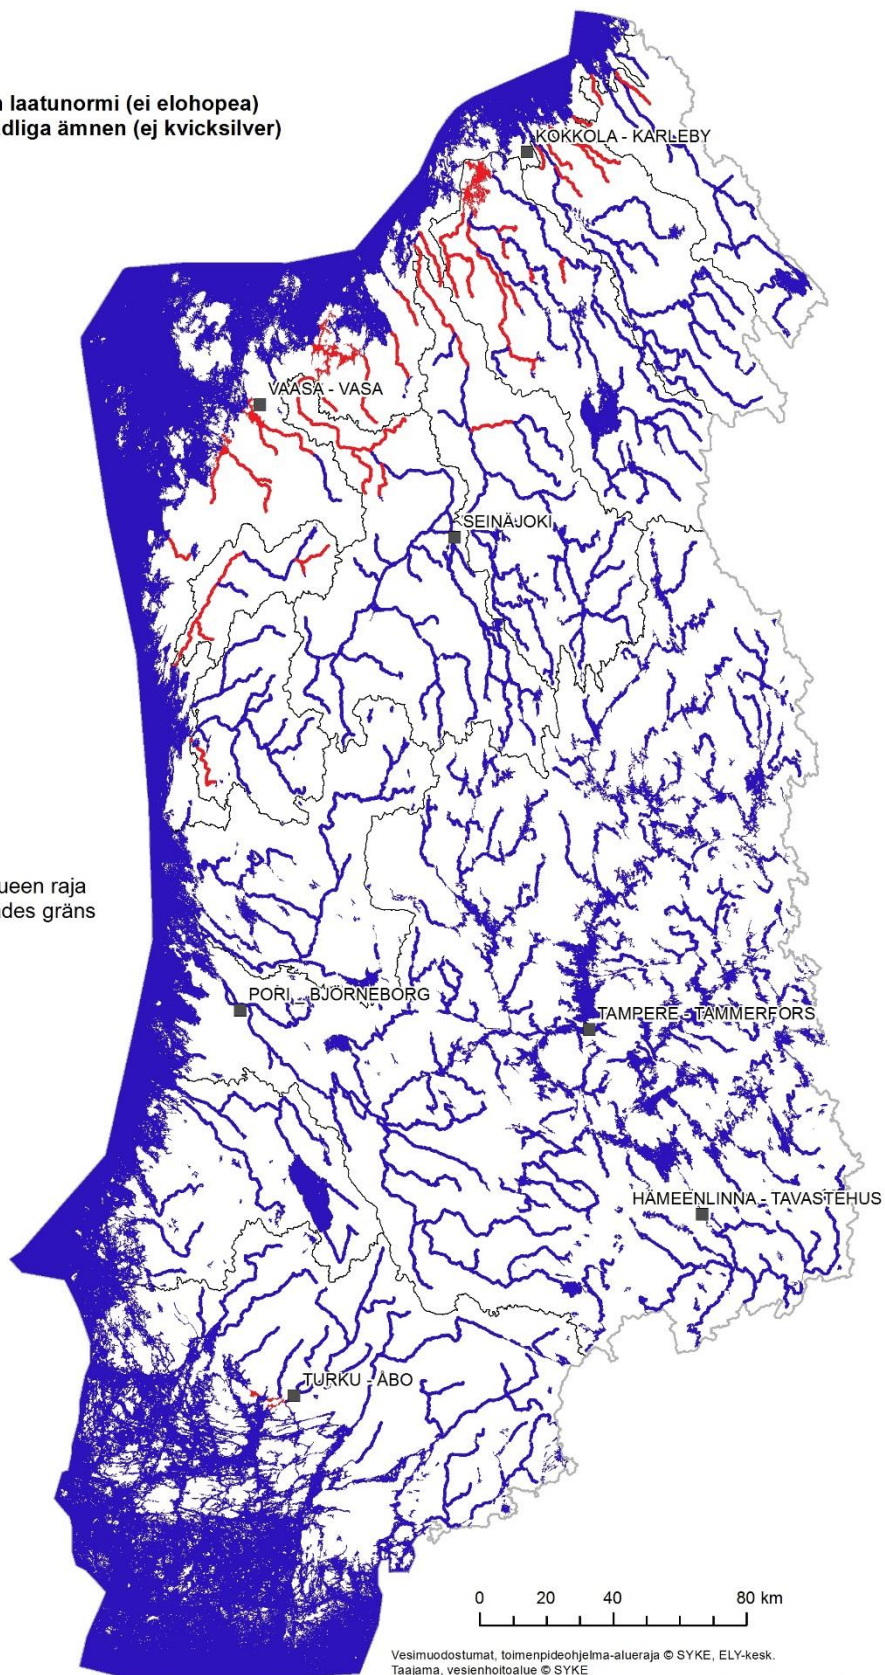 laatunormi (ei elohopea)
dliga ämnen (ej kvicksilver)
KOKKOLA - KARLEBY
VAASA - VASA
SEINÄJOKI
ueen raja
des gräns
PORI - BJÖRNEBORG
TAMPERE - TAMMERFORS
HÄMEENLINNA - TAVASTEHUS
TURKU - ÅBO
0 20 40 80 km
Vesimuodostumat, toimenpideohjelma-alueraja © SYKE, ELY-kesk.
Taajama, vesienhoitoalue © SYKE